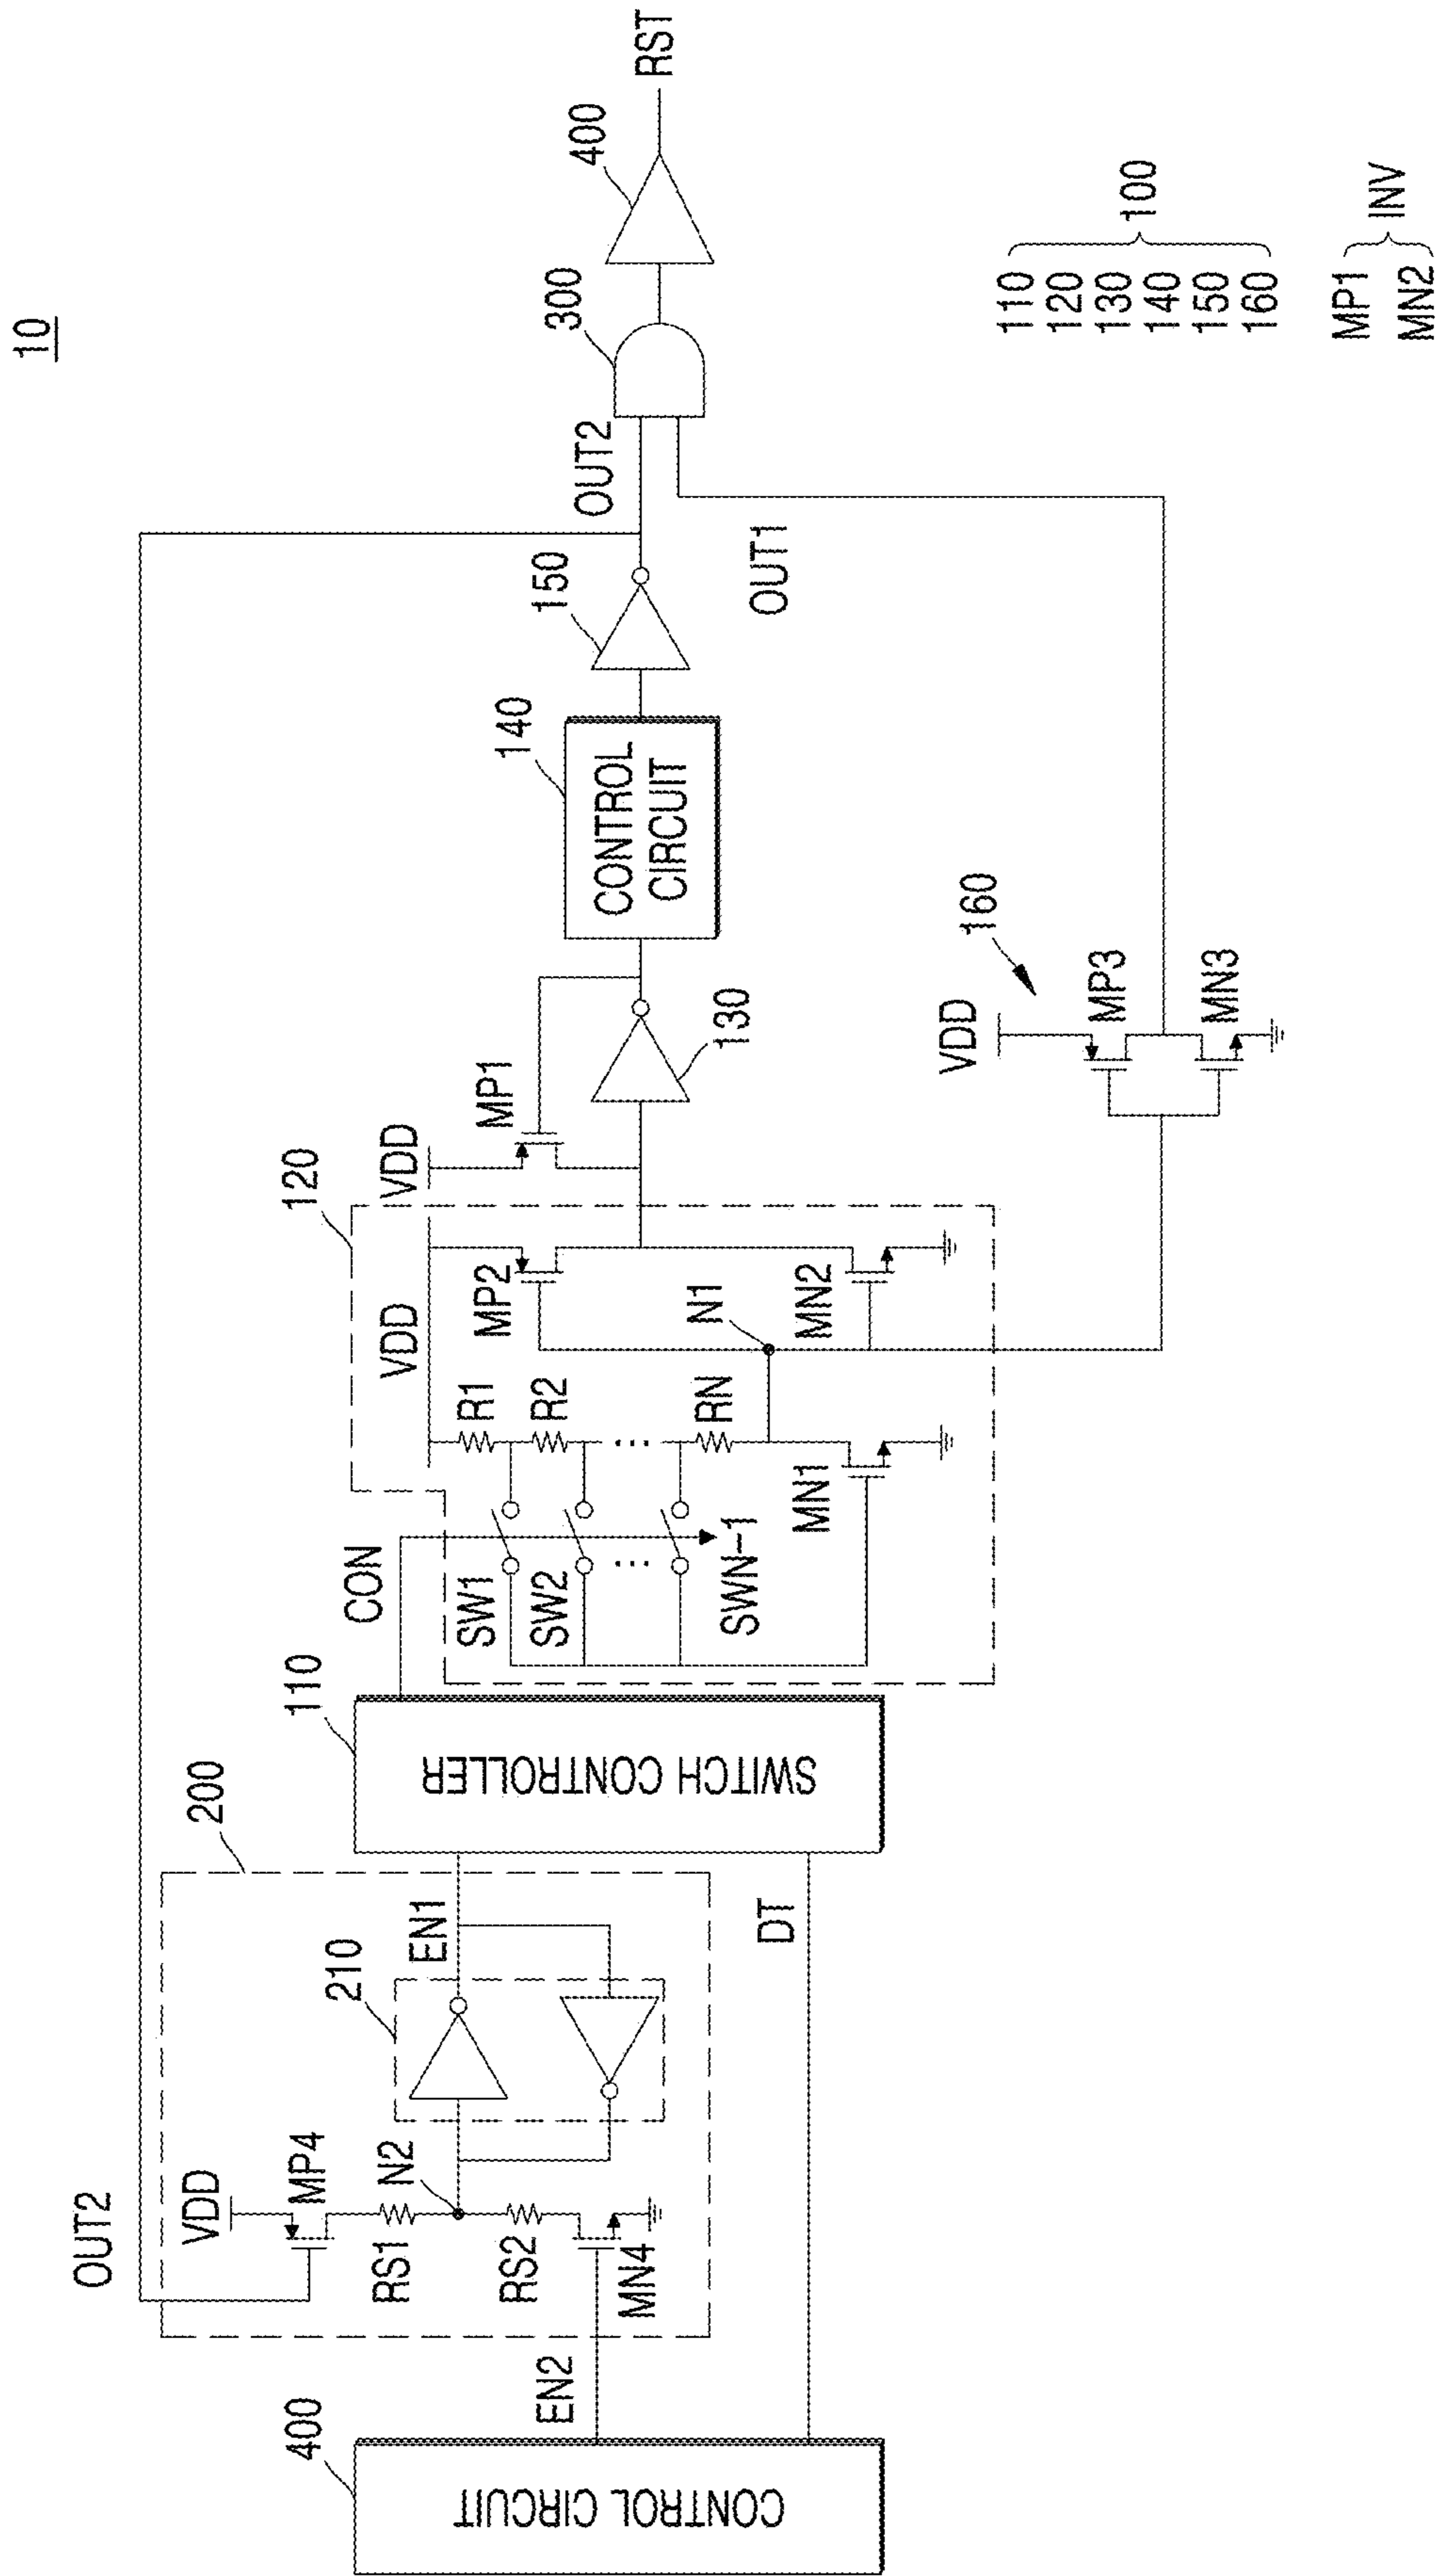 10
OUT2
400
CONTROL CIRCUIT
EN2
DT
200
VDD
MP4
RS1
N2
RS2
MN4
210
EN1
110
SWITCH CONTROLLER
CON
120
VDD
SW1
SW2
...
SWN-1
R1
R2
...
RN
MN1
N1
MP2
MN2
VDD
MP1
130
140
CONTROL
CIRCUIT
150
OUT2
OUT1
300
400
RST
160
VDD
MP3
MN3
110
120
130
140
150
160
100
MP1
MN2
INV